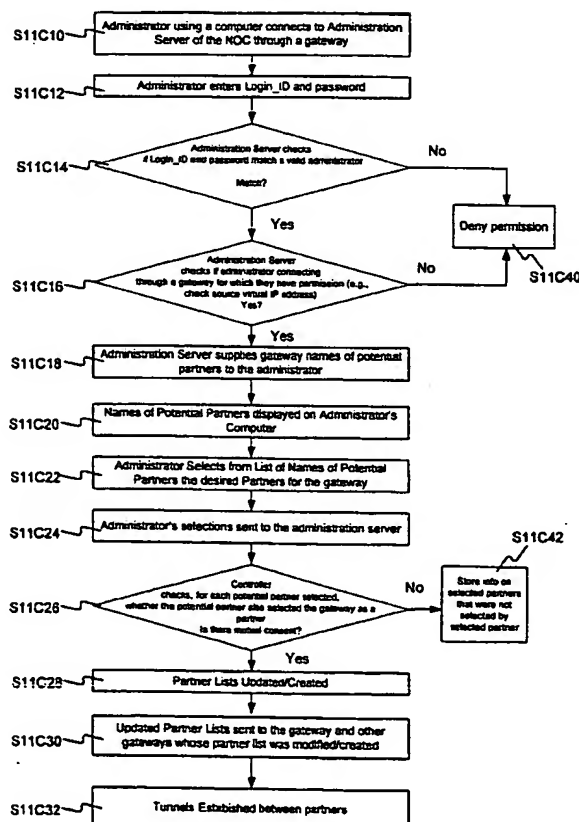 S11C10
Administrator using a computer connects to Administration
Server of the NOC through a gateway
S11C12
Administrator enters Login_ID and password
S11C14
Administration Server checks
if Login_ID and password match a valid administrator
Match?
No
Yes
Deny permission
S11C40
S11C16
Administration Server
checks if administrator connecting
through a gateway for which they have permission (e.g.,
check source virtual IP address)
Yes?
No
Yes
S11C18
Administration Server supplies gateway names of potential
partners to the administrator
S11C20
Names of Potential Partners displayed on Administrator's
Computer
S11C22
Administrator Selects from List of Names of Potential
Partners the desired Partners for the gateway
S11C24
Administrator's selections sent to the administration server
S11C42
S11C26
Controller
checks, for each potential partner selected,
whether the potential partner also selected the gateway as a
partner
Is there mutual consent?
No
Store info on
selected partners
that were not
selected by
selected partner
Yes
S11C28
Partner Lists Updated/Created
S11C30
Updated Partner Lists sent to the gateway and other
gateways whose partner list was modified/created
S11C32
Tunnels Established between partners